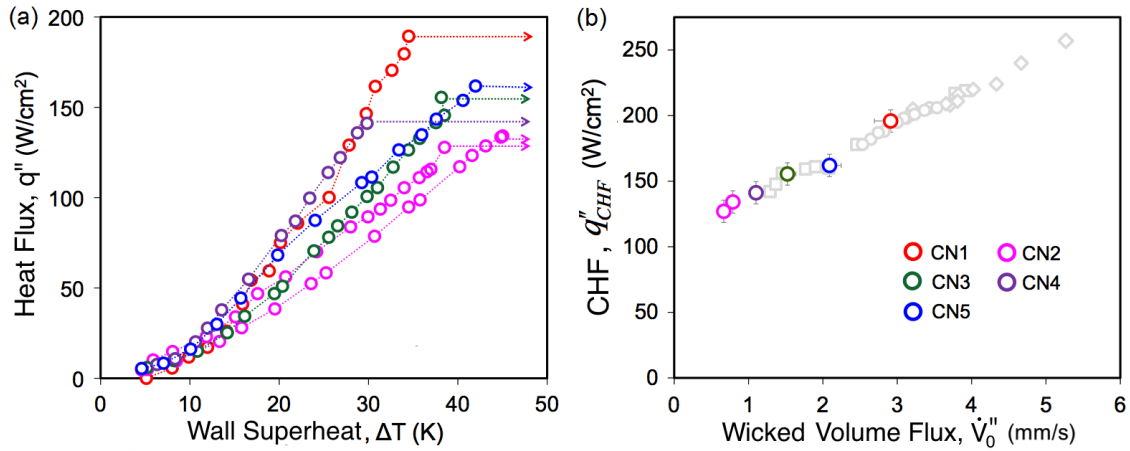 (a)
200
150
100
50
0
0 10 20 30 40 50
Heat Flux, q" (W/cm²)
Wall Superheat, ΔT (K)
(b)
250
200
150
100
50
0
0 1 2 3 4 5 6
CHF, q"CHF (W/cm²)
Wicked Volume Flux, V̇"0 (mm/s)
CN1 CN2
CN3 CN4
CN5